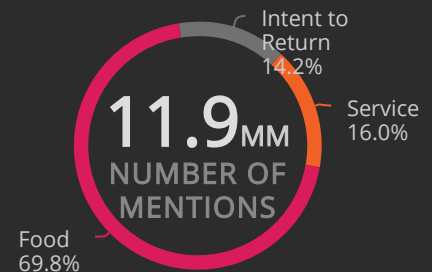 Intent to
Return
14.2%
Service
16.0%
11.9MM
NUMBER OF
MENTIONS
Food
69.8%